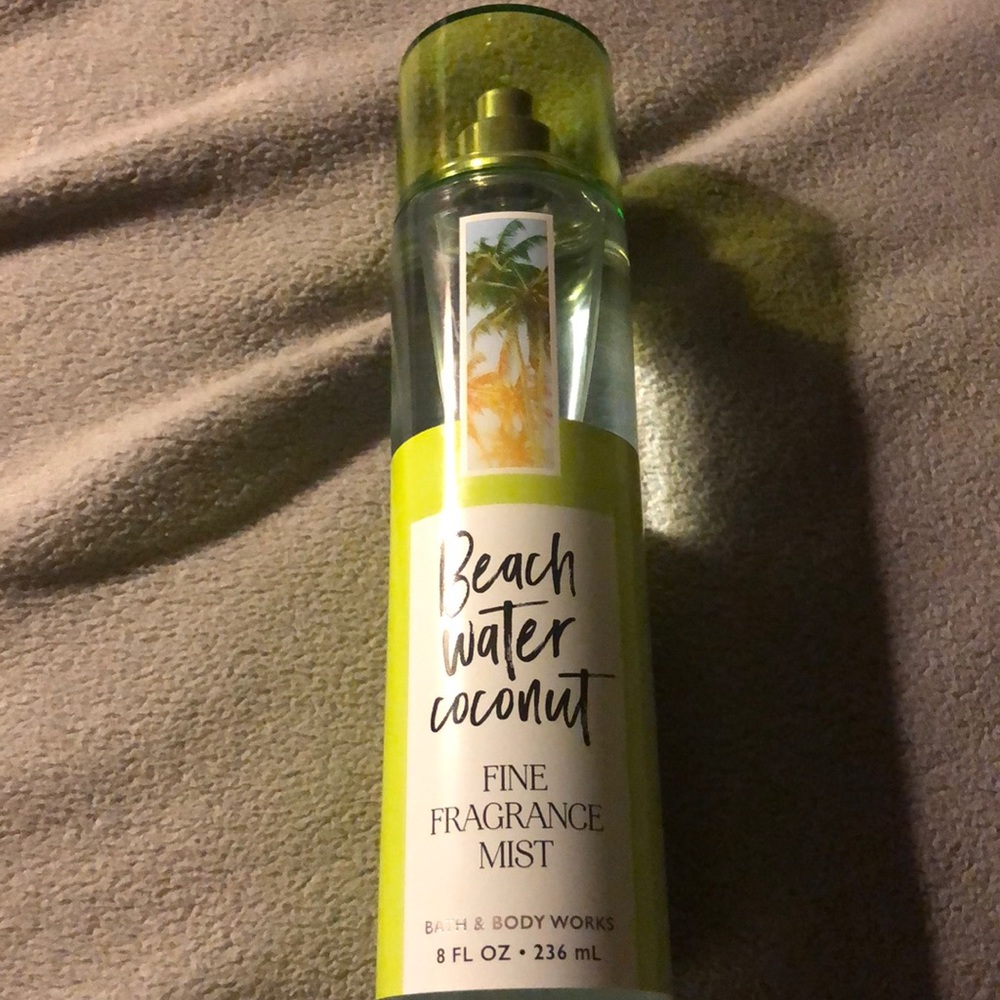 Beach
water
coconut
FINE
FRAGRANCE
MIST
BATH & BODY WORKS
8 FL OZ • 236 mL